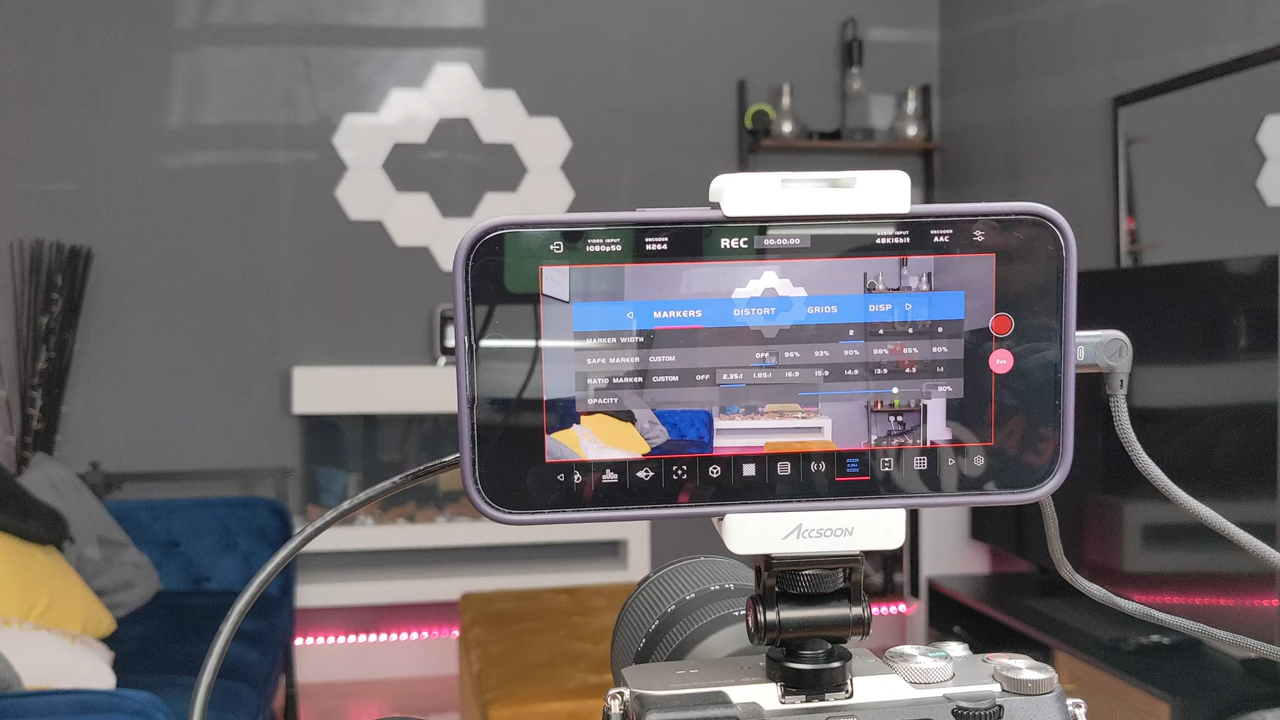 VIDEO INPUT
1080p50
ENCODER
H264
REC 00:00:00
AUDIO INPUT
48K16bit
ENCODER
AAC
MARKERS DISTORT GRIDS DISP
MARKER WIDTH 2 4 6 8
SAFE MARKER CUSTOM OFF 96% 93% 90% 88% 85% 80%
RATIO MARKER CUSTOM OFF 2.35:1 1.85:1 16:9 15:9 14:9 13:9 4:3 1:1
OPACITY 80%
live
ACCSOON